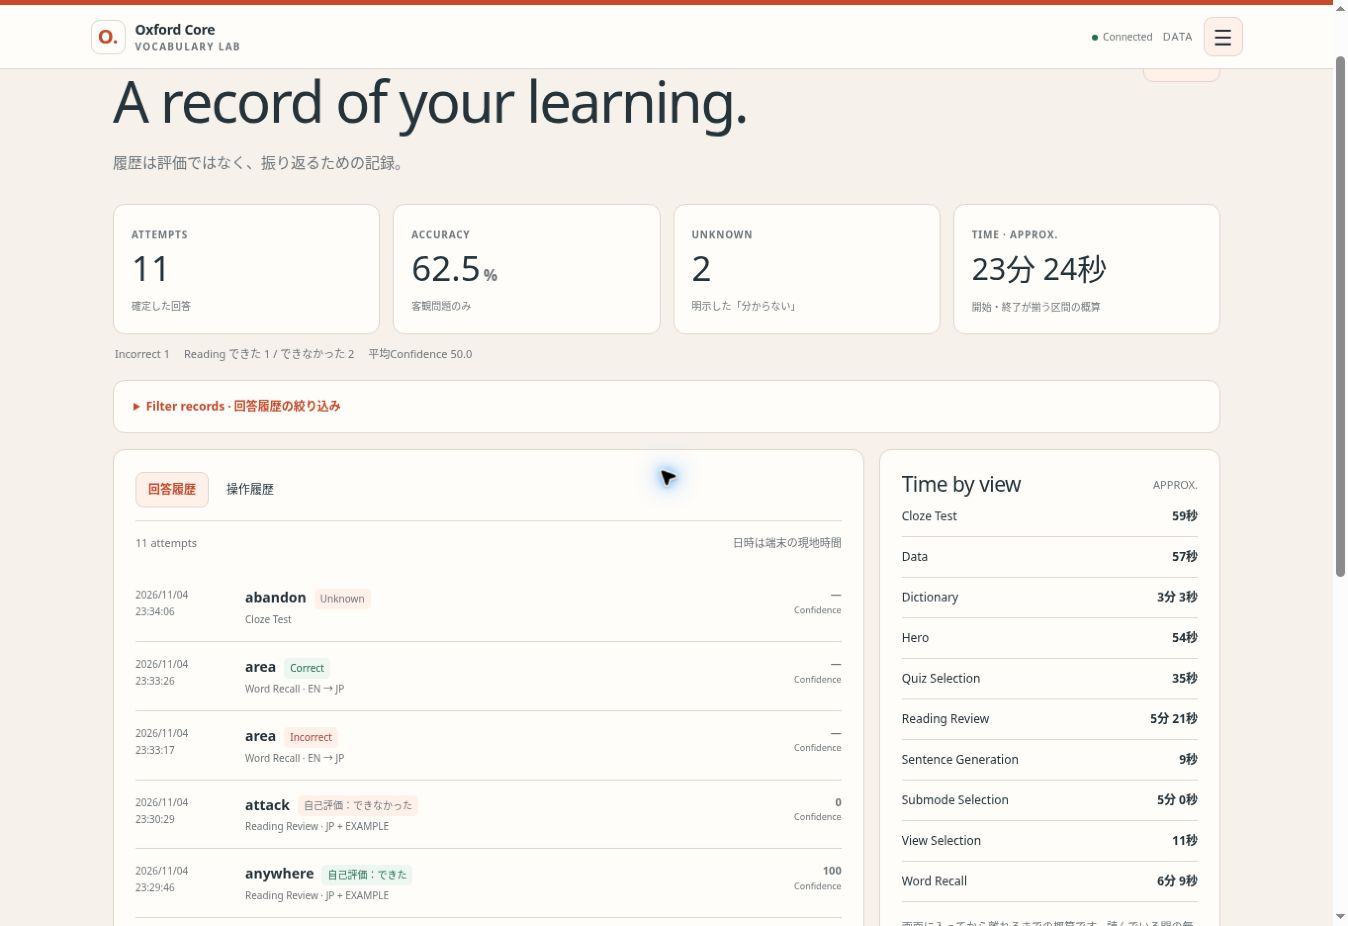 O. Oxford Core
VOCABULARY LAB
Connected DATA
A record of your learning.
履歴は評価ではなく、振り返るための記録。
ATTEMPTS
11
確定した回答
ACCURACY
62.5 %
客観問題のみ
UNKNOWN
2
明示した「分からない」
TIME · APPROX.
23分 24秒
開始・終了が揃う区間の概算
Incorrect 1 Reading できた 1 / できなかった 2 平均Confidence 50.0
Filter records · 回答履歴の絞り込み
回答履歴 操作履歴
11 attempts 日時は端末の現地時間
2026/11/04
23:34:06
abandon Unknown
Cloze Test
—
Confidence
2026/11/04
23:33:26
area Correct
Word Recall · EN → JP
—
Confidence
2026/11/04
23:33:17
area Incorrect
Word Recall · EN → JP
—
Confidence
2026/11/04
23:30:29
attack 自己評価：できなかった
Reading Review · JP + EXAMPLE
0
Confidence
2026/11/04
23:29:46
anywhere 自己評価：できた
Reading Review · JP + EXAMPLE
100
Confidence
Time by view APPROX.
Cloze Test 59秒
Data 57秒
Dictionary 3分 3秒
Hero 54秒
Quiz Selection 35秒
Reading Review 5分 21秒
Sentence Generation 9秒
Submode Selection 5分 0秒
View Selection 11秒
Word Recall 6分 9秒